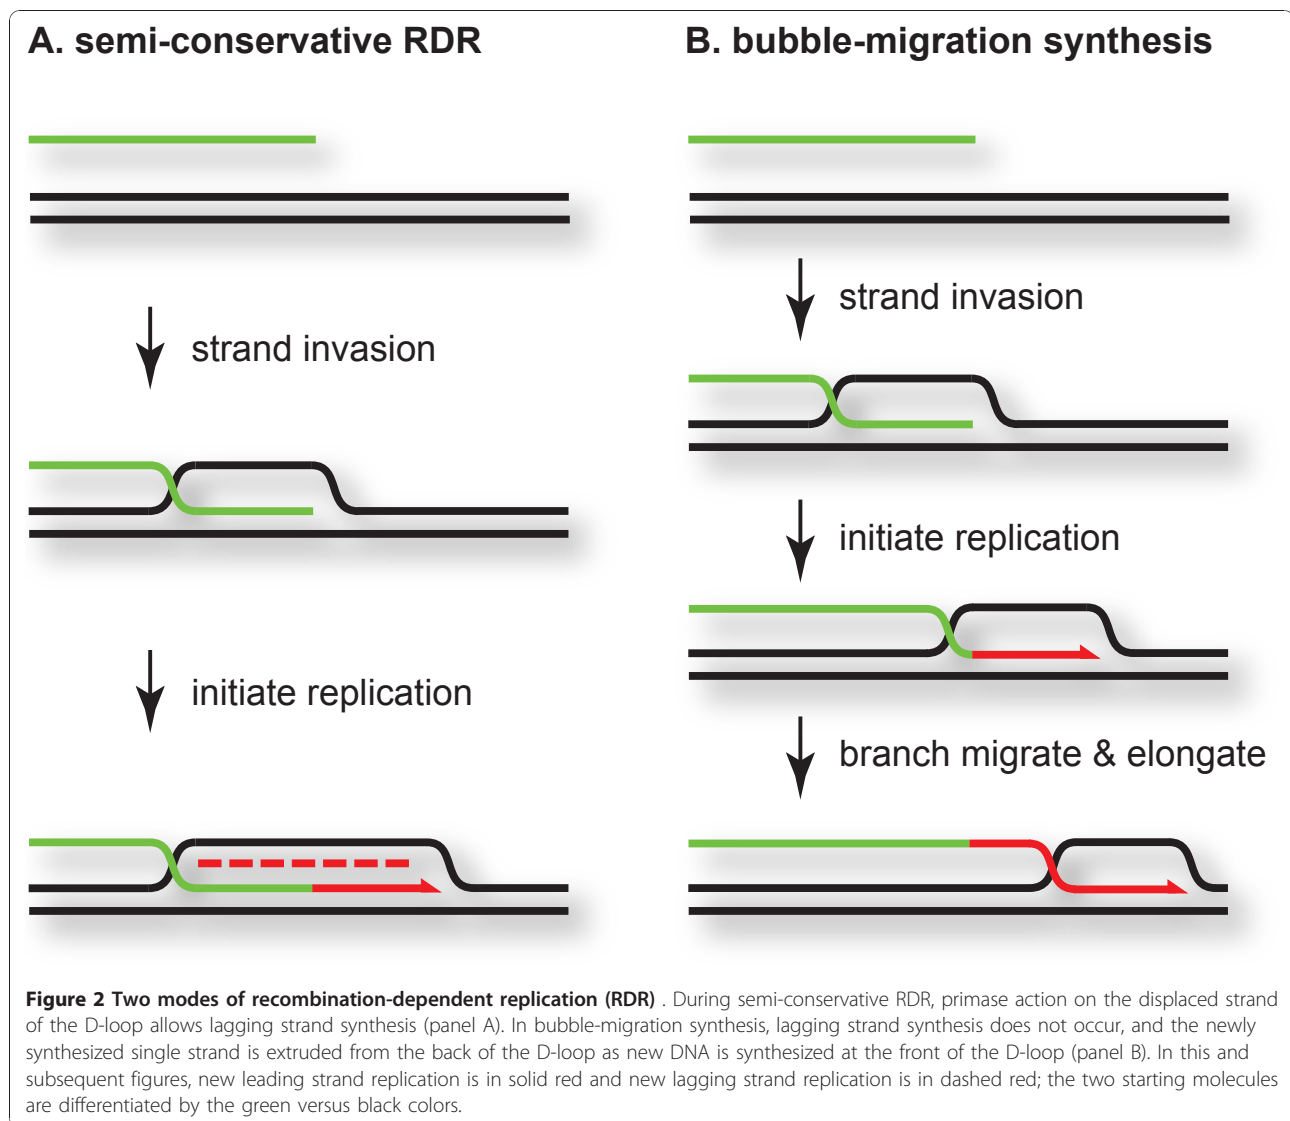 A. semi-conservative RDR
strand invasion
initiate replication
B. bubble-migration synthesis
strand invasion
initiate replication
branch migrate & elongate
Figure 2 Two modes of recombination-dependent replication (RDR) . During semi-conservative RDR, primase action on the displaced strand
of the D-loop allows lagging strand synthesis (panel A). In bubble-migration synthesis, lagging strand synthesis does not occur, and the newly
synthesized single strand is extruded from the back of the D-loop as new DNA is synthesized at the front of the D-loop (panel B). In this and
subsequent figures, new leading strand replication is in solid red and new lagging strand replication is in dashed red; the two starting molecules
are differentiated by the green versus black colors.